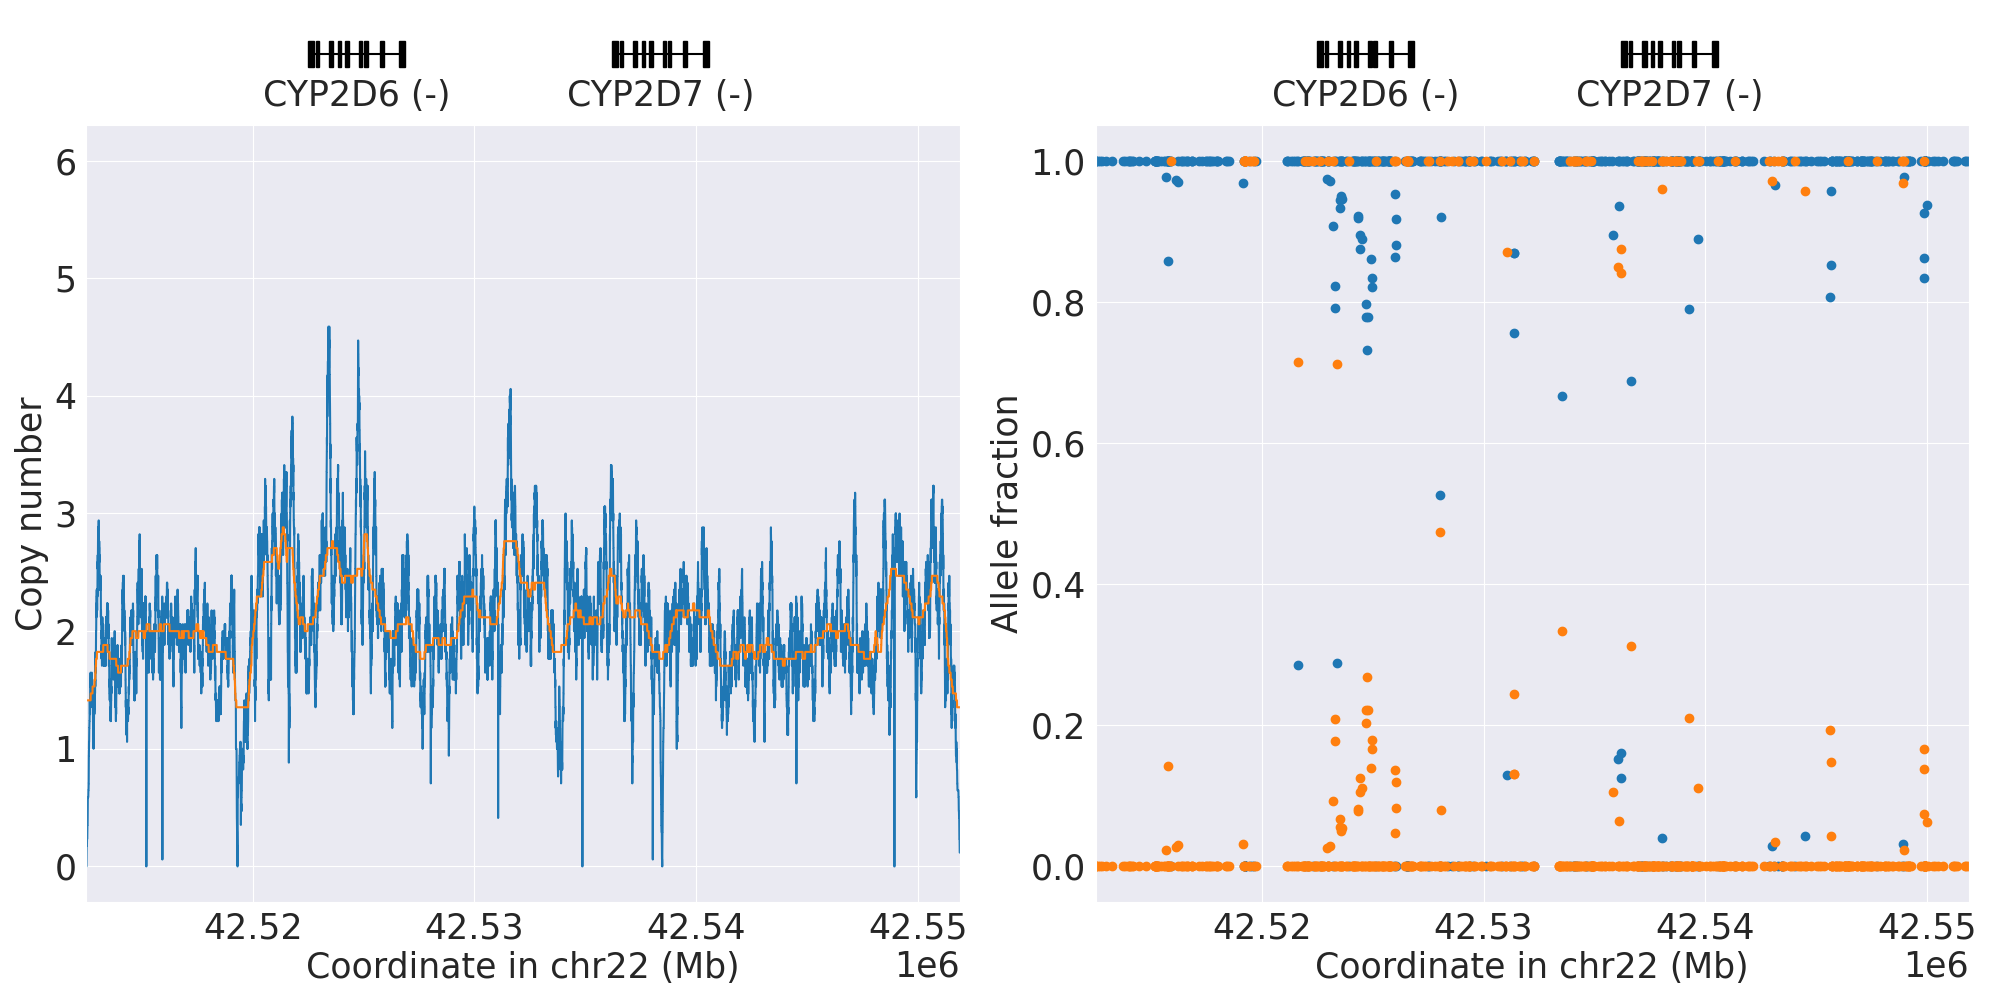 CYP2D6 (-) CYP2D7 (-)
Copy number
6
5
4
3
2
1
0
42.52 42.53 42.54 42.55
Coordinate in chr22 (Mb)
1e6
CYP2D6 (-) CYP2D7 (-)
Allele fraction
1.0
0.8
0.6
0.4
0.2
0.0
42.52 42.53 42.54 42.55
Coordinate in chr22 (Mb)
1e6